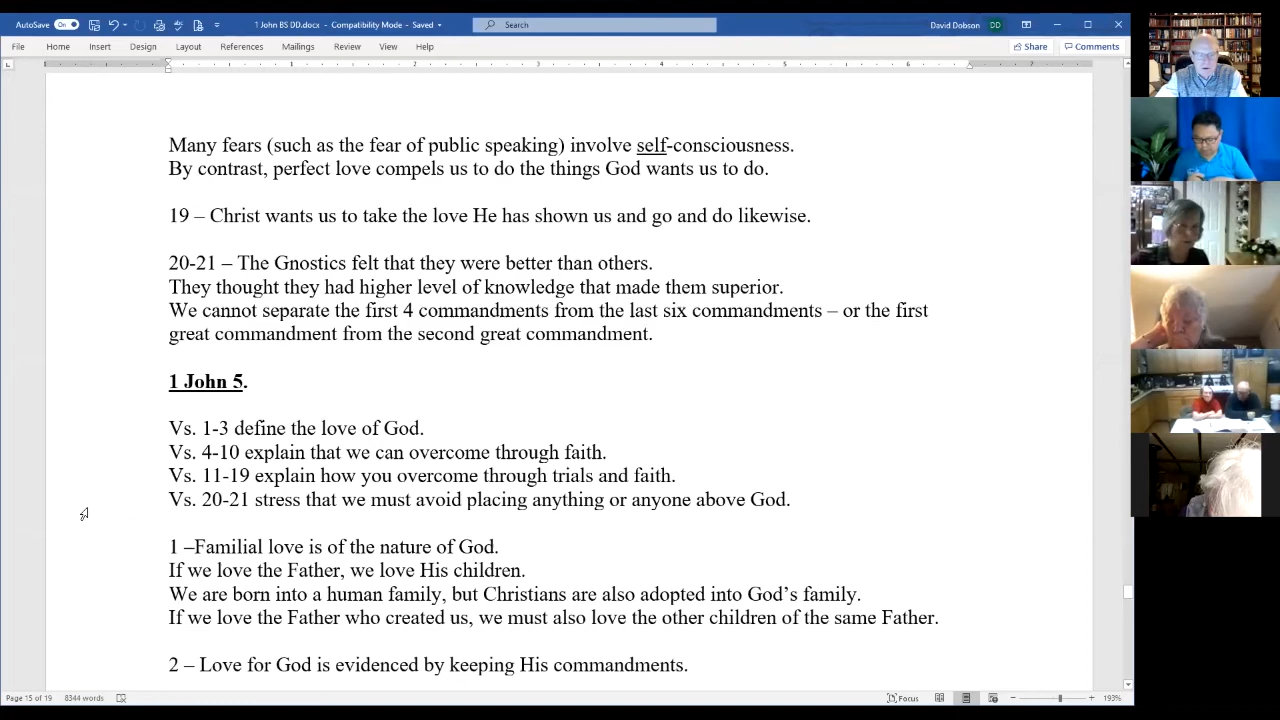 AutoSave On 1 John BS DD.docx - Compatibility Mode - Saved Search David Dobson DD
File Home Insert Design Layout References Mailings Review View Help Share Comments
1 1 2 3 4 5 6 7
Many fears (such as the fear of public speaking) involve self-consciousness.
By contrast, perfect love compels us to do the things God wants us to do.
19 – Christ wants us to take the love He has shown us and go and do likewise.
20-21 – The Gnostics felt that they were better than others.
They thought they had higher level of knowledge that made them superior.
We cannot separate the first 4 commandments from the last six commandments – or the first
great commandment from the second great commandment.
1 John 5.
Vs. 1-3 define the love of God.
Vs. 4-10 explain that we can overcome through faith.
Vs. 11-19 explain how you overcome through trials and faith.
Vs. 20-21 stress that we must avoid placing anything or anyone above God.
1 –Familial love is of the nature of God.
If we love the Father, we love His children.
We are born into a human family, but Christians are also adopted into God's family.
If we love the Father who created us, we must also love the other children of the same Father.
2 – Love for God is evidenced by keeping His commandments.
Page 15 of 19 8344 words Focus 193%